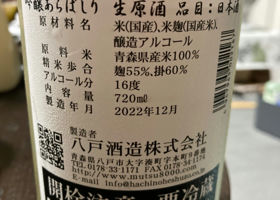 吟醸あらばしり 生原酒 品目:日本酒
原材料名 米(国産)、米麹(国産米)、
醸造アルコール
原料米 青森県産米100%
精米歩合 麹55%、掛60%
アルコール分 16度
内容量 720ml
製造年月 2022年12月
製造者
八戸酒造株式会社
青森県八戸市大字湊町字本町9番地
TEL 0178-33-1171 FAX 0178-34-1174
http://www.mutsu8000.com
開栓注意 要冷蔵